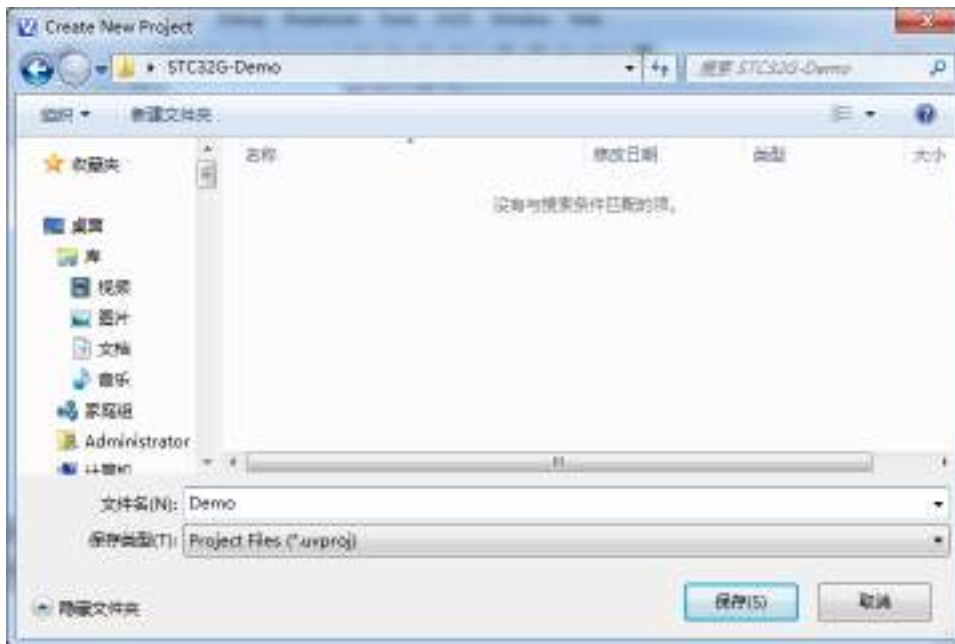 Create New Project
STC32G-Demo
搜索 STC32G-Demo
组织 新建文件夹
收藏夹
名称 修改日期 类型 大小
没有与搜索条件匹配的项。
桌面
库
视频
图片
文档
音乐
家庭组
Administrator
计算机
文件名(N): Demo
保存类型(T): Project Files (*.uvproj)
隐藏文件夹
保存(S) 取消